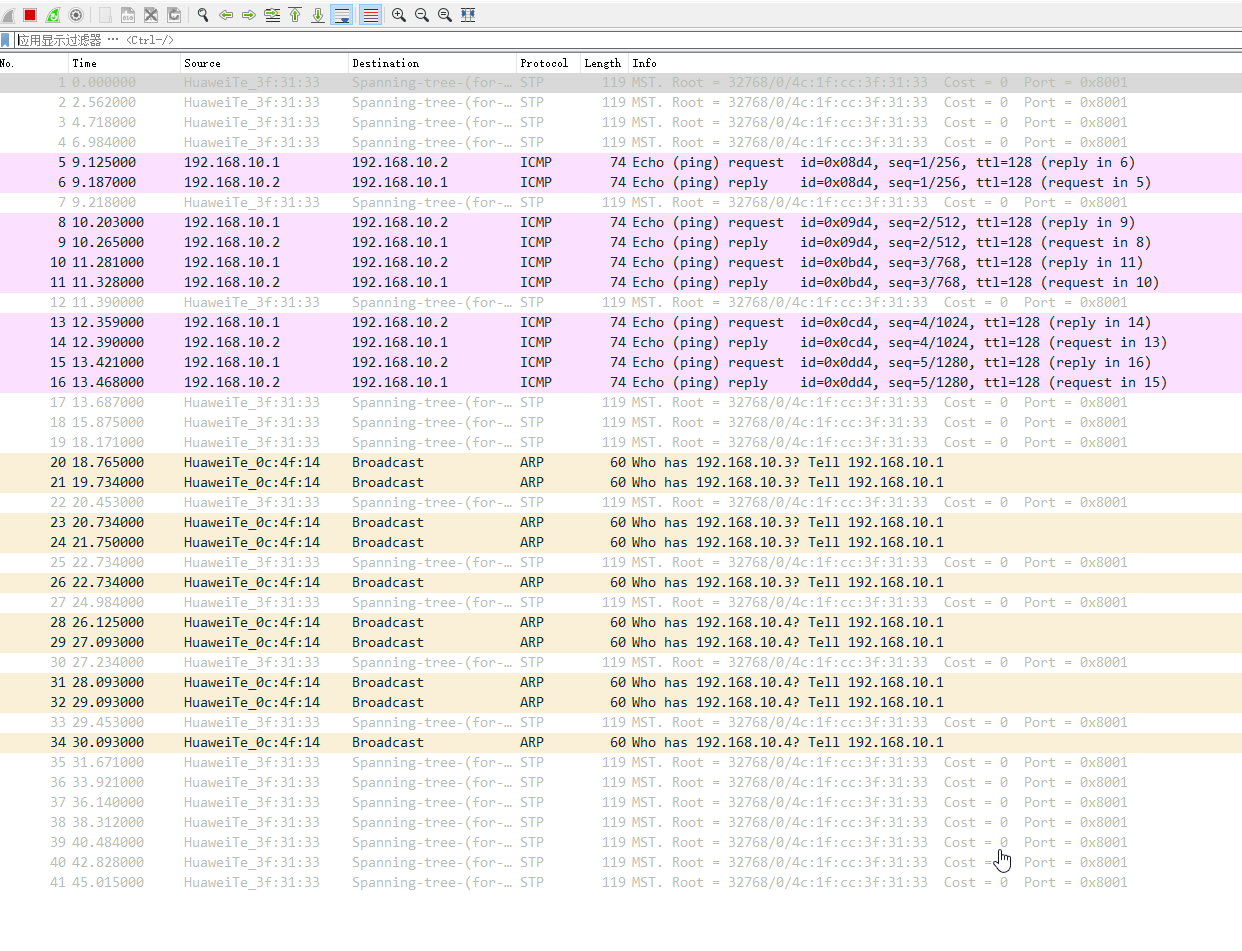 应用显示过滤器 … <Ctrl-/>
No. Time Source Destination Protocol Length Info
1 0.000000 HuaweiTe_3f:31:33 Spanning-tree-(for-… STP 119 MST. Root = 32768/0/4c:1f:cc:3f:31:33 Cost = 0 Port = 0x8001
2 2.562000 HuaweiTe_3f:31:33 Spanning-tree-(for-… STP 119 MST. Root = 32768/0/4c:1f:cc:3f:31:33 Cost = 0 Port = 0x8001
3 4.718000 HuaweiTe_3f:31:33 Spanning-tree-(for-… STP 119 MST. Root = 32768/0/4c:1f:cc:3f:31:33 Cost = 0 Port = 0x8001
4 6.984000 HuaweiTe_3f:31:33 Spanning-tree-(for-… STP 119 MST. Root = 32768/0/4c:1f:cc:3f:31:33 Cost = 0 Port = 0x8001
5 9.125000 192.168.10.1 192.168.10.2 ICMP 74 Echo (ping) request id=0x08d4, seq=1/256, ttl=128 (reply in 6)
6 9.187000 192.168.10.2 192.168.10.1 ICMP 74 Echo (ping) reply id=0x08d4, seq=1/256, ttl=128 (request in 5)
7 9.218000 HuaweiTe_3f:31:33 Spanning-tree-(for-… STP 119 MST. Root = 32768/0/4c:1f:cc:3f:31:33 Cost = 0 Port = 0x8001
8 10.203000 192.168.10.1 192.168.10.2 ICMP 74 Echo (ping) request id=0x09d4, seq=2/512, ttl=128 (reply in 9)
9 10.265000 192.168.10.2 192.168.10.1 ICMP 74 Echo (ping) reply id=0x09d4, seq=2/512, ttl=128 (request in 8)
10 11.281000 192.168.10.1 192.168.10.2 ICMP 74 Echo (ping) request id=0x0bd4, seq=3/768, ttl=128 (reply in 11)
11 11.328000 192.168.10.2 192.168.10.1 ICMP 74 Echo (ping) reply id=0x0bd4, seq=3/768, ttl=128 (request in 10)
12 11.390000 HuaweiTe_3f:31:33 Spanning-tree-(for-… STP 119 MST. Root = 32768/0/4c:1f:cc:3f:31:33 Cost = 0 Port = 0x8001
13 12.359000 192.168.10.1 192.168.10.2 ICMP 74 Echo (ping) request id=0x0cd4, seq=4/1024, ttl=128 (reply in 14)
14 12.390000 192.168.10.2 192.168.10.1 ICMP 74 Echo (ping) reply id=0x0cd4, seq=4/1024, ttl=128 (request in 13)
15 13.421000 192.168.10.1 192.168.10.2 ICMP 74 Echo (ping) request id=0x0dd4, seq=5/1280, ttl=128 (reply in 16)
16 13.468000 192.168.10.2 192.168.10.1 ICMP 74 Echo (ping) reply id=0x0dd4, seq=5/1280, ttl=128 (request in 15)
17 13.687000 HuaweiTe_3f:31:33 Spanning-tree-(for-… STP 119 MST. Root = 32768/0/4c:1f:cc:3f:31:33 Cost = 0 Port = 0x8001
18 15.875000 HuaweiTe_3f:31:33 Spanning-tree-(for-… STP 119 MST. Root = 32768/0/4c:1f:cc:3f:31:33 Cost = 0 Port = 0x8001
19 18.171000 HuaweiTe_3f:31:33 Spanning-tree-(for-… STP 119 MST. Root = 32768/0/4c:1f:cc:3f:31:33 Cost = 0 Port = 0x8001
20 18.765000 HuaweiTe_0c:4f:14 Broadcast ARP 60 Who has 192.168.10.3? Tell 192.168.10.1
21 19.734000 HuaweiTe_0c:4f:14 Broadcast ARP 60 Who has 192.168.10.3? Tell 192.168.10.1
22 20.453000 HuaweiTe_3f:31:33 Spanning-tree-(for-… STP 119 MST. Root = 32768/0/4c:1f:cc:3f:31:33 Cost = 0 Port = 0x8001
23 20.734000 HuaweiTe_0c:4f:14 Broadcast ARP 60 Who has 192.168.10.3? Tell 192.168.10.1
24 21.750000 HuaweiTe_0c:4f:14 Broadcast ARP 60 Who has 192.168.10.3? Tell 192.168.10.1
25 22.734000 HuaweiTe_3f:31:33 Spanning-tree-(for-… STP 119 MST. Root = 32768/0/4c:1f:cc:3f:31:33 Cost = 0 Port = 0x8001
26 22.734000 HuaweiTe_0c:4f:14 Broadcast ARP 60 Who has 192.168.10.3? Tell 192.168.10.1
27 24.984000 HuaweiTe_3f:31:33 Spanning-tree-(for-… STP 119 MST. Root = 32768/0/4c:1f:cc:3f:31:33 Cost = 0 Port = 0x8001
28 26.125000 HuaweiTe_0c:4f:14 Broadcast ARP 60 Who has 192.168.10.4? Tell 192.168.10.1
29 27.093000 HuaweiTe_0c:4f:14 Broadcast ARP 60 Who has 192.168.10.4? Tell 192.168.10.1
30 27.234000 HuaweiTe_3f:31:33 Spanning-tree-(for-… STP 119 MST. Root = 32768/0/4c:1f:cc:3f:31:33 Cost = 0 Port = 0x8001
31 28.093000 HuaweiTe_0c:4f:14 Broadcast ARP 60 Who has 192.168.10.4? Tell 192.168.10.1
32 29.093000 HuaweiTe_0c:4f:14 Broadcast ARP 60 Who has 192.168.10.4? Tell 192.168.10.1
33 29.453000 HuaweiTe_3f:31:33 Spanning-tree-(for-… STP 119 MST. Root = 32768/0/4c:1f:cc:3f:31:33 Cost = 0 Port = 0x8001
34 30.093000 HuaweiTe_0c:4f:14 Broadcast ARP 60 Who has 192.168.10.4? Tell 192.168.10.1
35 31.671000 HuaweiTe_3f:31:33 Spanning-tree-(for-… STP 119 MST. Root = 32768/0/4c:1f:cc:3f:31:33 Cost = 0 Port = 0x8001
36 33.921000 HuaweiTe_3f:31:33 Spanning-tree-(for-… STP 119 MST. Root = 32768/0/4c:1f:cc:3f:31:33 Cost = 0 Port = 0x8001
37 36.140000 HuaweiTe_3f:31:33 Spanning-tree-(for-… STP 119 MST. Root = 32768/0/4c:1f:cc:3f:31:33 Cost = 0 Port = 0x8001
38 38.312000 HuaweiTe_3f:31:33 Spanning-tree-(for-… STP 119 MST. Root = 32768/0/4c:1f:cc:3f:31:33 Cost = 0 Port = 0x8001
39 40.484000 HuaweiTe_3f:31:33 Spanning-tree-(for-… STP 119 MST. Root = 32768/0/4c:1f:cc:3f:31:33 Cost = 0 Port = 0x8001
40 42.828000 HuaweiTe_3f:31:33 Spanning-tree-(for-… STP 119 MST. Root = 32768/0/4c:1f:cc:3f:31:33 Cost = Port = 0x8001
41 45.015000 HuaweiTe_3f:31:33 Spanning-tree-(for-… STP 119 MST. Root = 32768/0/4c:1f:cc:3f:31:33 Cost = 0 Port = 0x8001